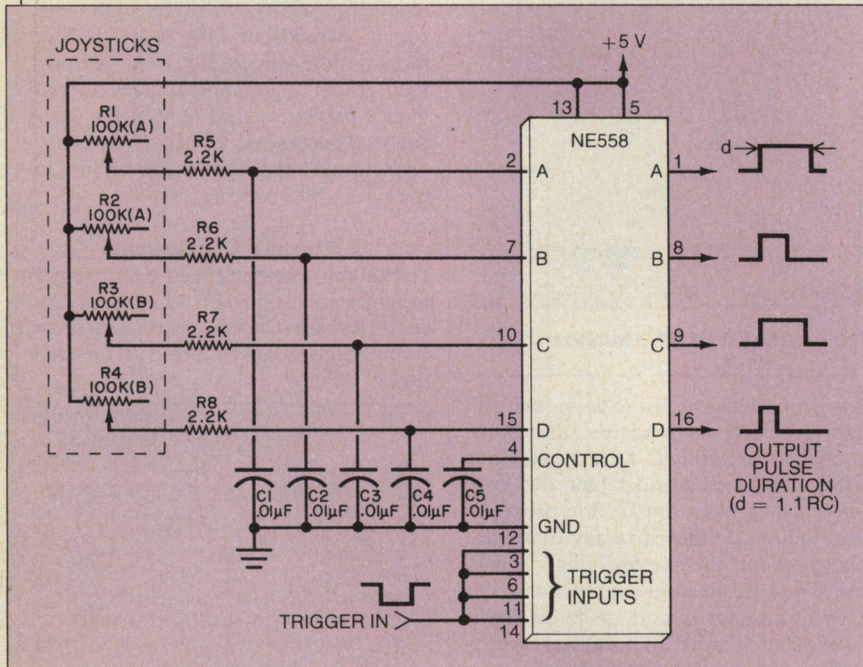 JOYSTICKS
+5 V
13
5
NE558
R1
100K(A)
R5
2.2K
2
A
A
1
d
R2
100K(A)
R6
2.2K
7
B
B
8
R3
100K(B)
R7
2.2K
10
C
C
9
R4
100K(B)
R8
2.2K
15
D
D
16
4
CONTROL
OUTPUT
PULSE
DURATION
(d = 1.1RC)
C1
.01µF
C2
.01µF
C3
.01µF
C4
.01µF
C5
.01µF
GND
12
3
6
11
14
TRIGGER
INPUTS
TRIGGER IN